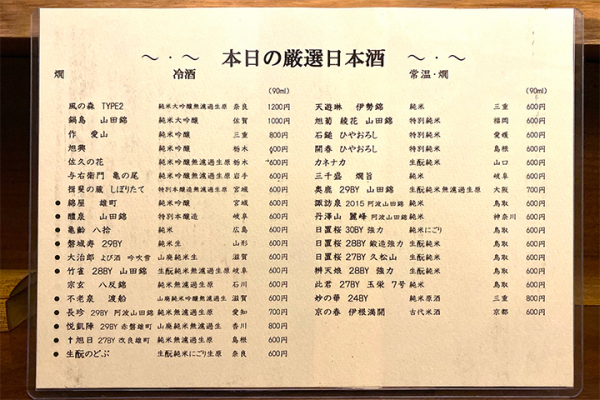 〜・〜 本日の厳選日本酒 〜・〜
燗 冷酒
(90ml)
風の森 TYPE2 純米大吟醸無濾過生原 奈良 1200円
鍋島 山田錦 純米大吟醸 佐賀 1000円
作 愛山 純米吟醸 三重 800円
旭興 純米吟醸 栃木 600円
佐久の花 純米吟醸無濾過生原 栃木 600円
与右衛門 亀の尾 純米吟醸無濾過生原 岩手 600円
揖斐の蔵 しぼりたて 特別本醸造無濾過生原 宮城 600円
● 錦屋 雄町 純米吟醸 宮城 600円
● 醴泉 山田錦 特別本醸造 岐阜 600円
● 亀齢 八拾 純米 広島 600円
● 磐城寿 29BY 純米生 山形 600円
● 大治郎 よび酒 吟吹雪 山廃純米生 滋賀 600円
● 竹雀 28BY 山田錦 生酛純米無濾過生原 岐阜 600円
宗玄 八反錦 純米無濾過生原 石川 600円
● 不老泉 渡船 山廃純米吟醸無濾過生 滋賀 600円
● 長珍 29BY 阿波山田錦 純米無濾過生原 愛知 700円
● 悦凱陣 29BY 赤磐雄町 山廃純米無濾過生 香川 800円
● 十旭日 27BY 改良雄町 純米無濾過生原 島根 600円
● 生酛のどぶ 生酛純米にごり生原 奈良 600円
常温・燗
(90ml)
天遊琳 伊勢錦 純米 三重 600円
旭菊 綾花 山田錦 特別純米 福岡 600円
石鎚 ひやおろし 特別純米 愛媛 600円
開春 ひやおろし 特別純米 島根 600円
カネナカ 生酛純米 山口 600円
三千盛 燗旨 純米 岐阜 600円
奥鹿 29BY 山田錦 生酛純米無濾過生原 大阪 700円
諏訪泉 2015 阿波山田錦 純米 鳥取 600円
丹澤山 麗峰 阿波山田錦 純米 神奈川 600円
日置桜 30BY 強力 純米にごり 鳥取 600円
日置桜 28BY 鍛造強力 生酛純米 鳥取 600円
日置桜 27BY 久松山 生酛純米 鳥取 600円
辨天娘 28BY 強力 生酛純米 鳥取 600円
此君 27BY 玉栄 7号 純米 鳥取 600円
妙の華 24BY 純米原酒 三重 800円
京の春 伊根満開 古代米酒 京都 600円